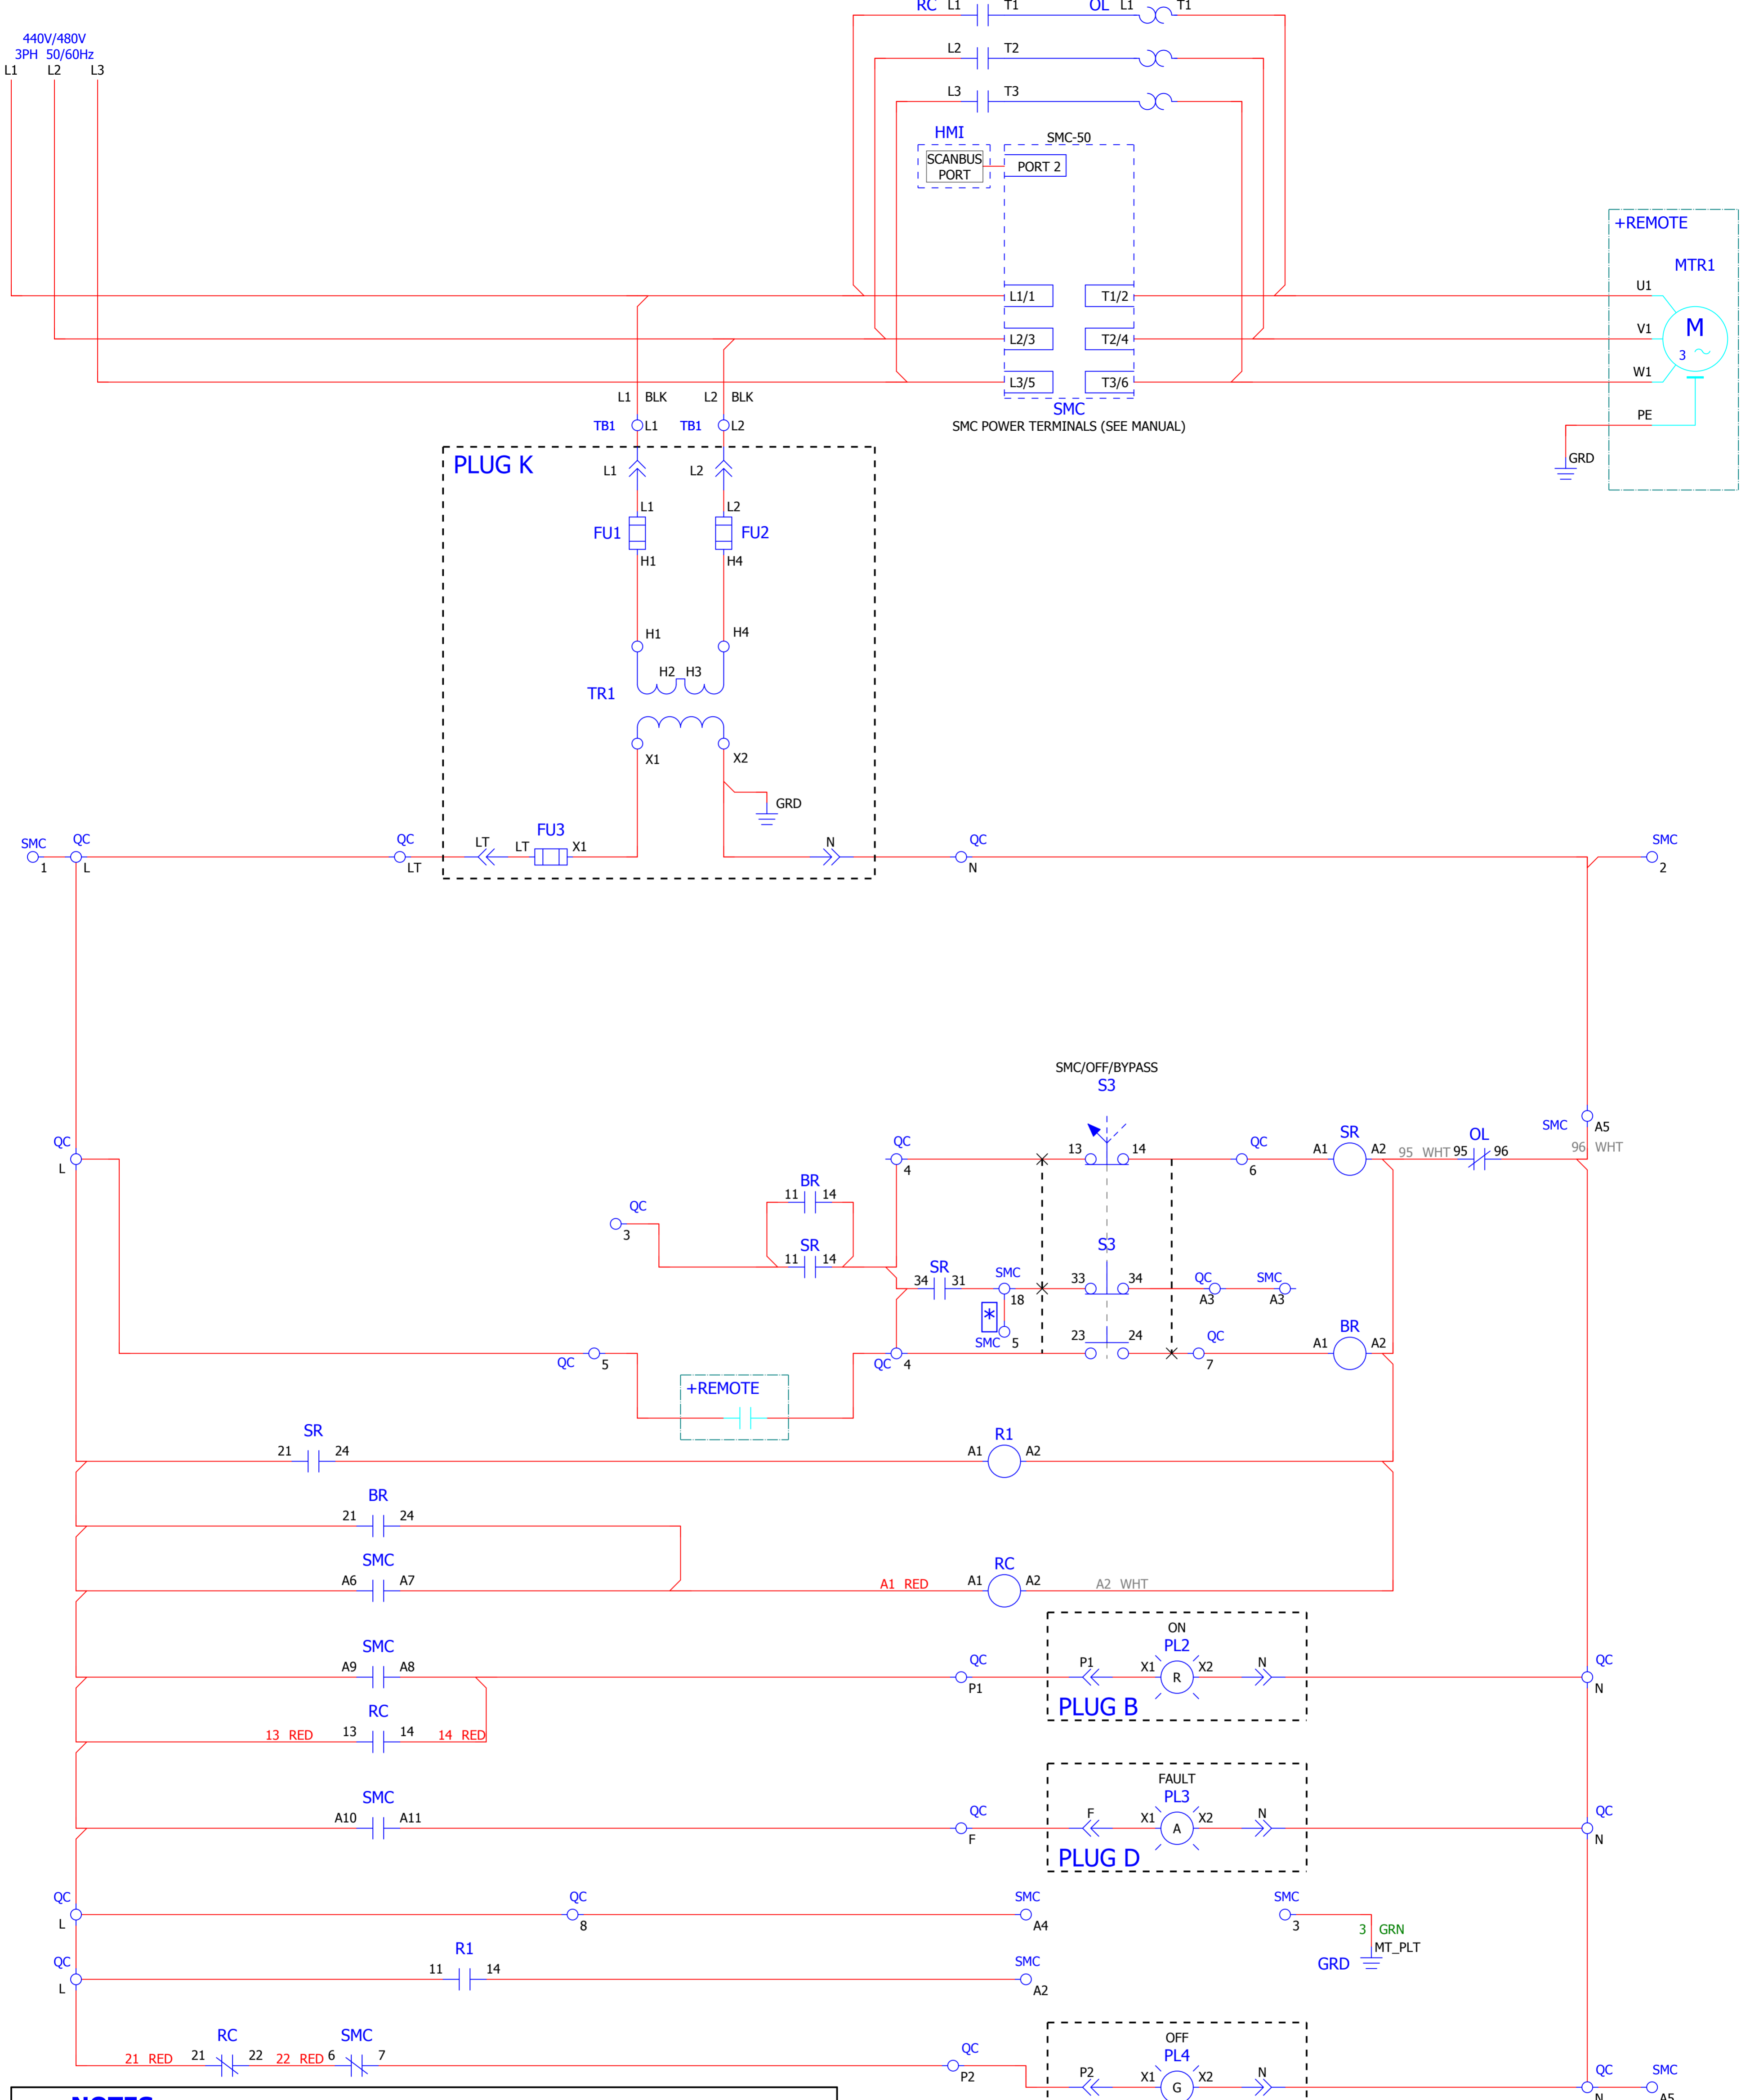 RC L1 T1 OL L1 T1
440V/480V
3PH 50/60Hz
L1 L2 L3
L2 T2
L3 T3
HMI
SMC-50
SCANBUS
PORT
PORT 2
+REMOTE
MTR1
U1
L1/1 T1/2
V1
M
3
L2/3 T2/4
W1
L3/5 T3/6
L1 BLK L2 BLK
SMC
SMC POWER TERMINALS (SEE MANUAL)
PE
GRD
TB1 L1 TB1 L2
PLUG K
L1 L2
L1 L2
FU1 FU2
H1 H4
H1 H4
H2 H3
TR1
X1 X2
GRD
SMC QC QC LT FU3 LT X1 N QC SMC
1 L LT N 2
SMC/OFF/BYPASS
S3
SMC A5
QC QC 13 14 QC SR OL 96 WHT
L 4 6 A1 A2 95 WHT 95 96
BR
11 14
QC
3
SR
11 14
S3
SR
34 31 SMC 33 34 QC SMC
18 A3 A3
*
SMC 5 23 24 QC BR
A1 A2
QC 5 QC 4 7
+REMOTE
SR R1
21 24 A1 A2
BR
21 24
SMC RC
A6 A7 A1 RED A1 A2 A2 WHT
ON
SMC PL2
A9 A8 QC P1 X1 R X2 N QC
P1 N
PLUG B
RC
13 RED 13 14 14 RED
FAULT
SMC PL3
A10 A11 QC F X1 A X2 N QC
F N
PLUG D
QC QC SMC SMC
L 8 A4 3
3 GRN
MT_PLT
GRD
QC R1 SMC
L 11 14 A2
OFF
RC SMC PL4
21 RED 21 22 22 RED 6 7 QC
P2
P2 X1 G X2 N QC SMC
N A5
NOTES